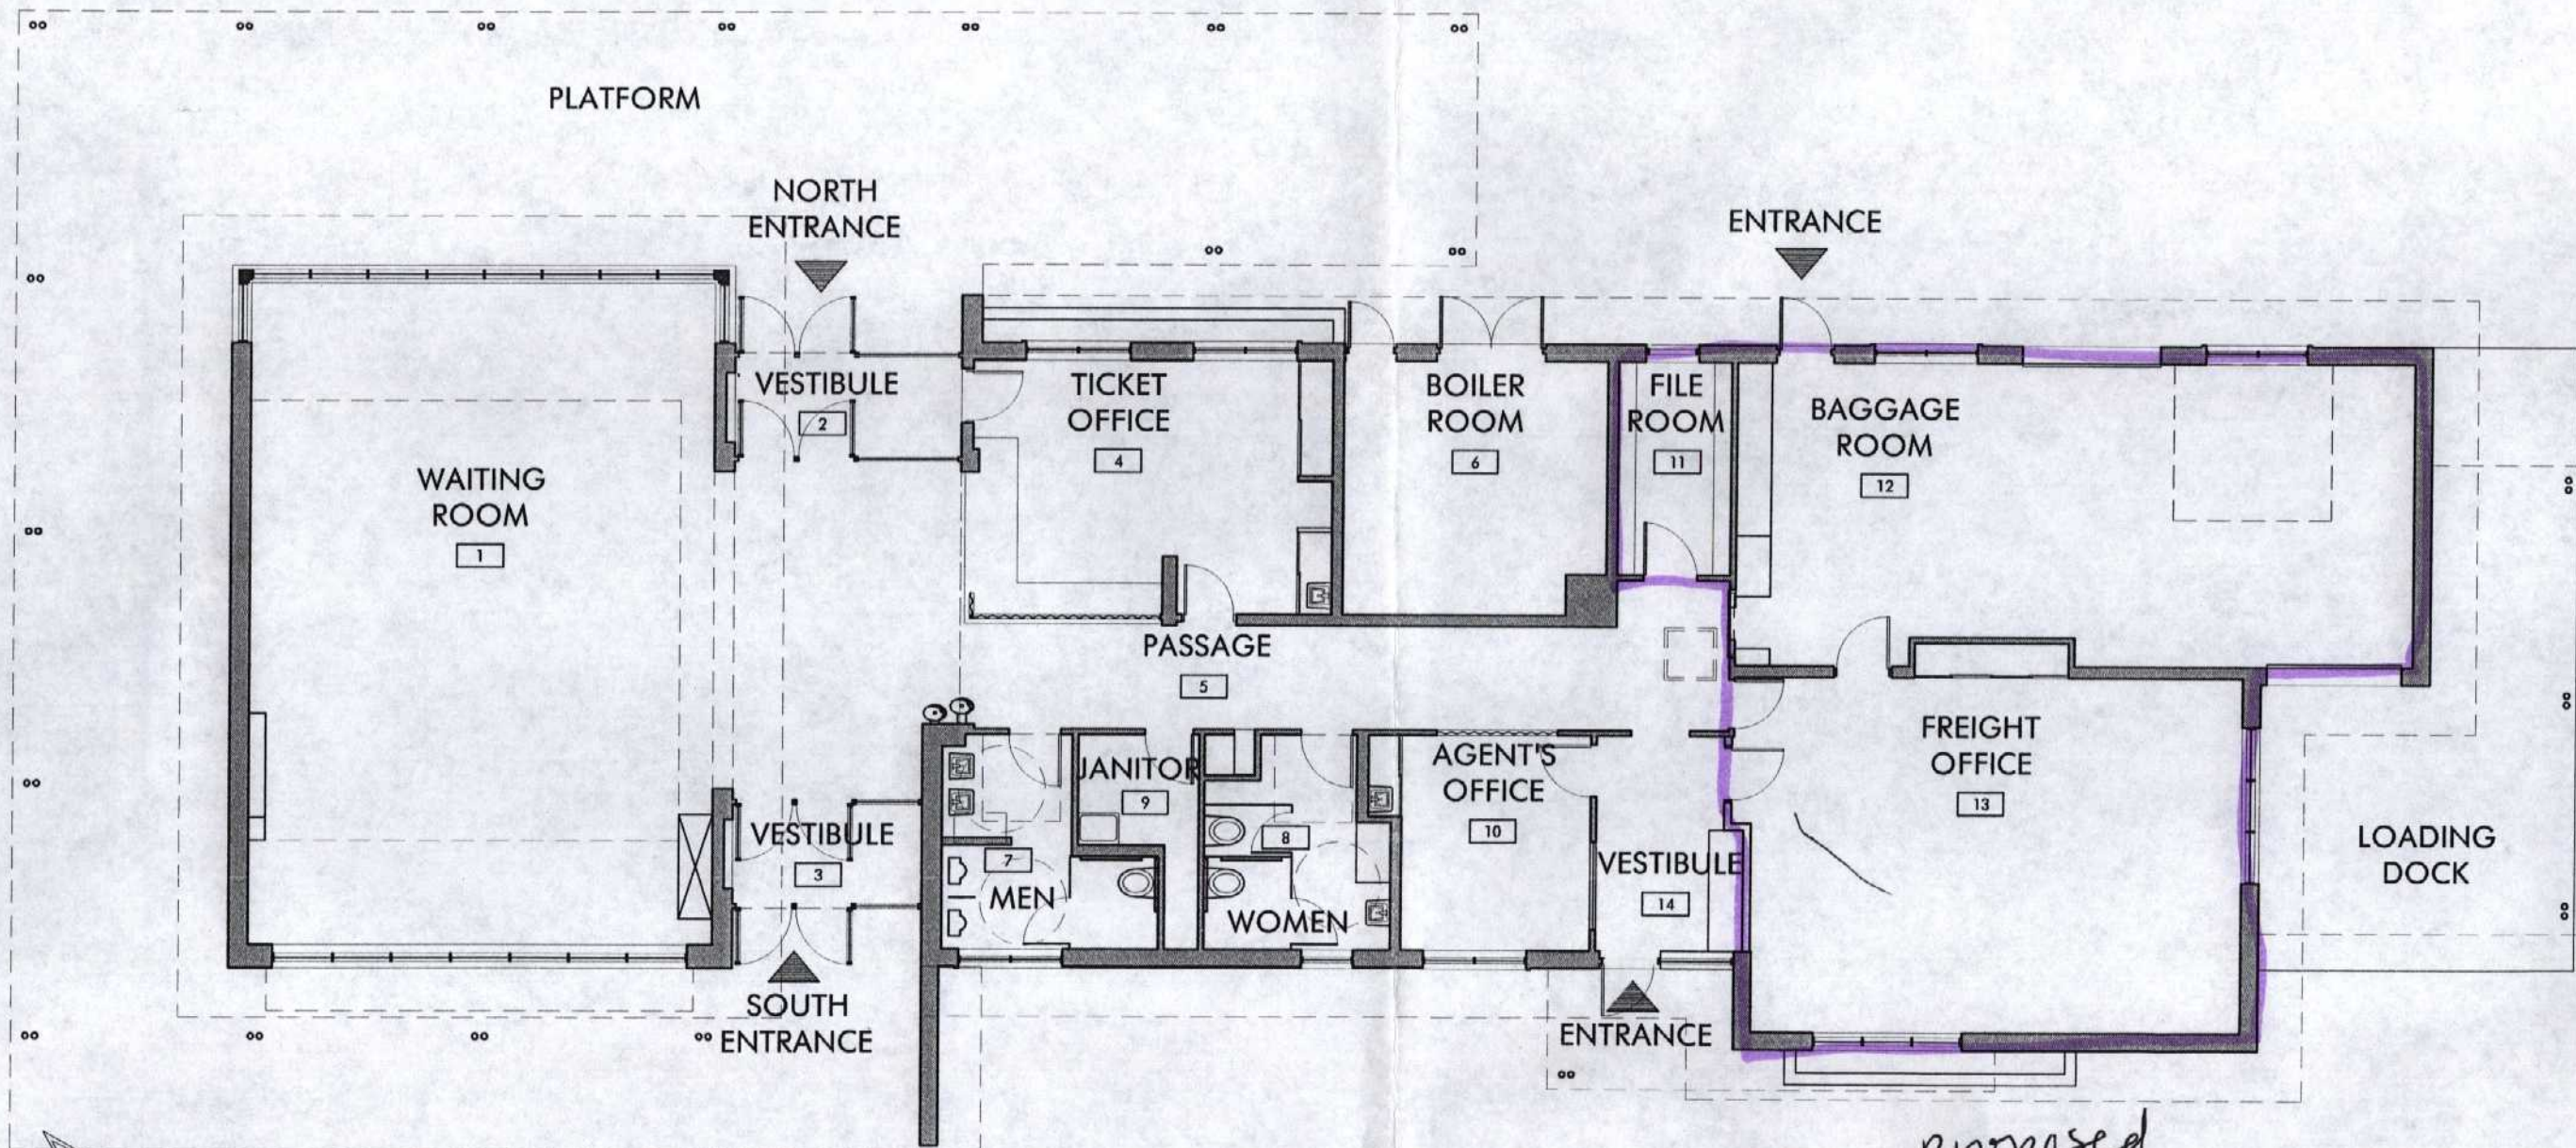 PLATFORM
NORTH
ENTRANCE
ENTRANCE
VESTIBULE
2
TICKET
OFFICE
4
BOILER
ROOM
6
FILE
ROOM
11
BAGGAGE
ROOM
12
WAITING
ROOM
1
PASSAGE
5
JANITOR
9
AGENT'S
OFFICE
10
FREIGHT
OFFICE
13
VESTIBULE
3
7
MEN
8
WOMEN
VESTIBULE
14
LOADING
DOCK
SOUTH
ENTRANCE
ENTRANCE
proposed